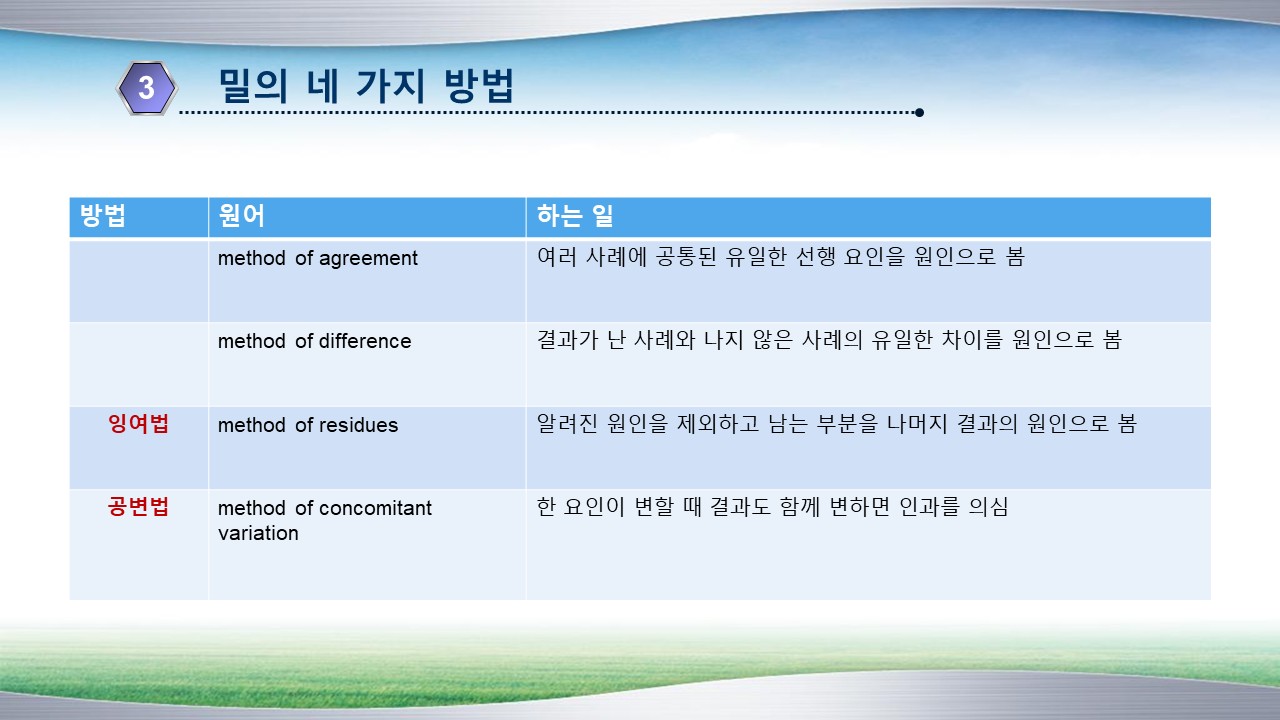 3
밀의 네 가지 방법
방법 원어 하는 일
method of agreement 여러 사례에 공통된 유일한 선행 요인을 원인으로 봄
method of difference 결과가 난 사례와 나지 않은 사례의 유일한 차이를 원인으로 봄
잉여법 method of residues 알려진 원인을 제외하고 남는 부분을 나머지 결과의 원인으로 봄
공변법 method of concomitant 한 요인이 변할 때 결과도 함께 변하면 인과를 의심
variation